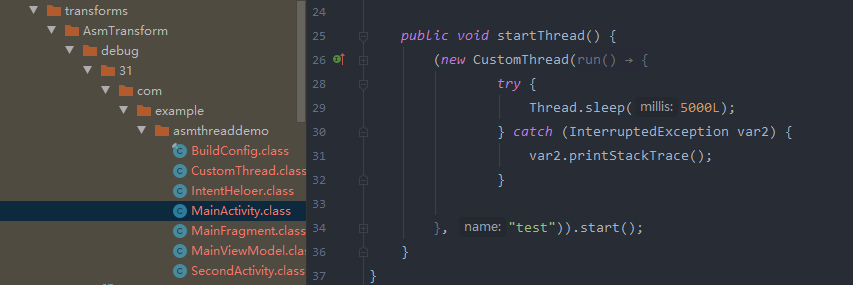 transforms
AsmTransform
debug
31
com
example
asmthreaddemo
BuildConfig.class
CustomThread.class
IntentHeloer.class
MainActivity.class
MainFragment.class
MainViewModel.clas
SecondActivity.class
24
25 public void startThread() {
26 (new CustomThread(run() → {
28 try {
29 Thread.sleep( millis: 5000L);
30 } catch (InterruptedException var2) {
31 var2.printStackTrace();
32 }
33
34 }, name: "test")).start();
36 }
37 }